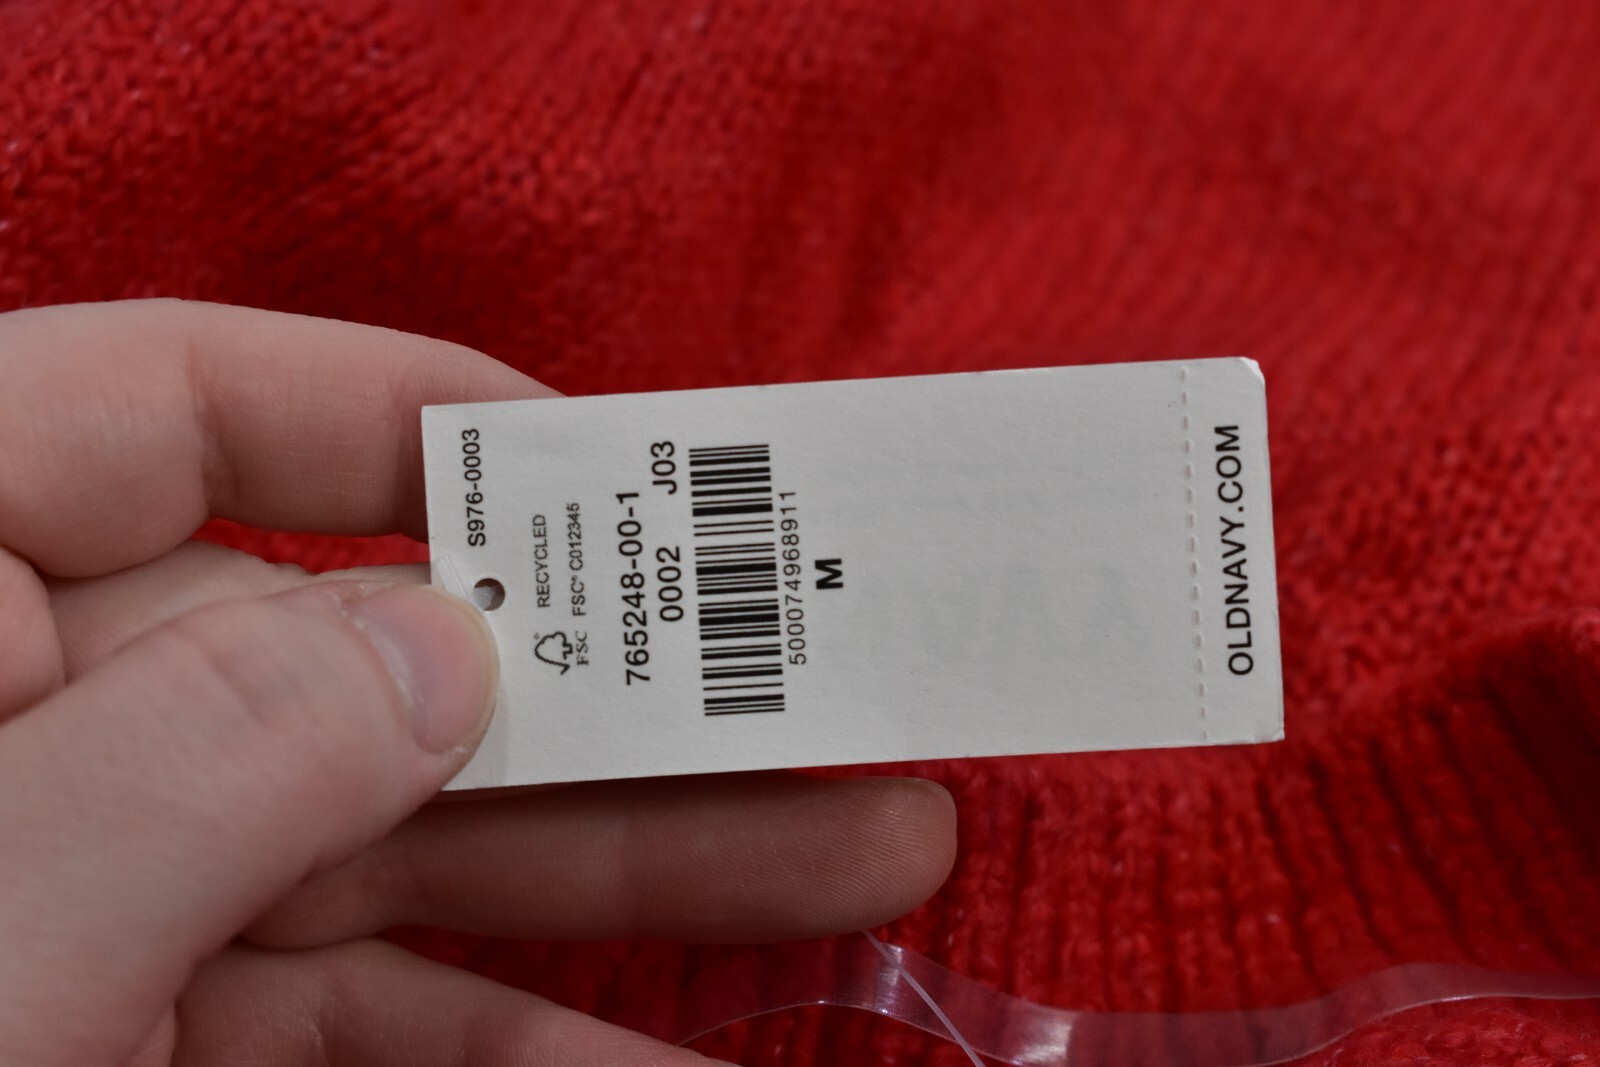 S976-0003
RECYCLED
FSC® C012345
FSC
765248-00-1
0002 J03
500074968911
M
OLDNAVY.COM